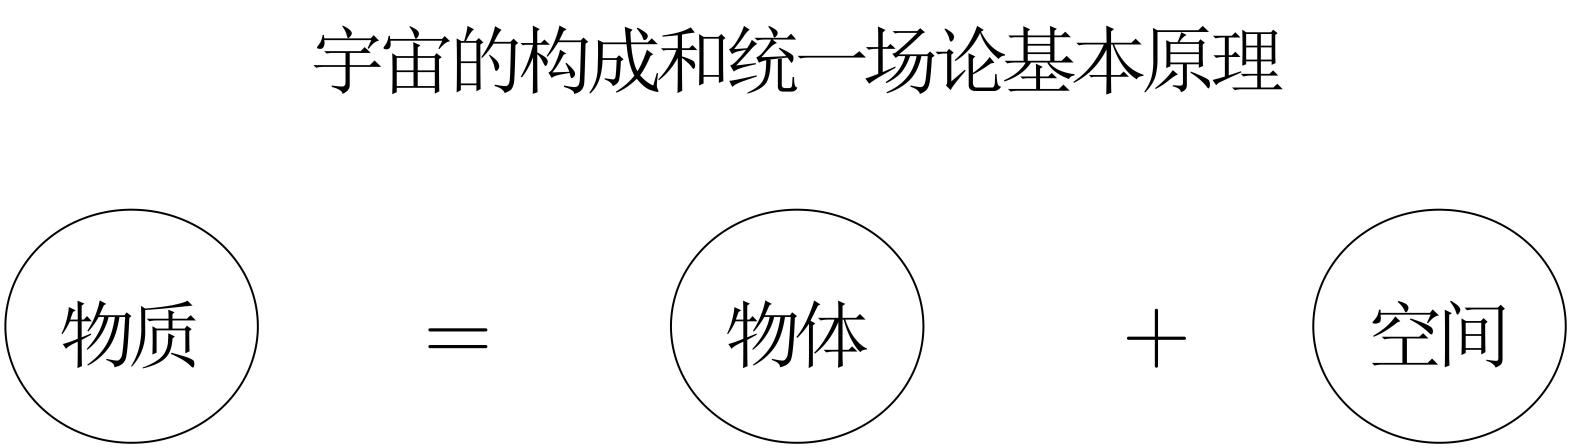 宇宙的构成和统一场论基本原理
物质 = 物体 + 空间